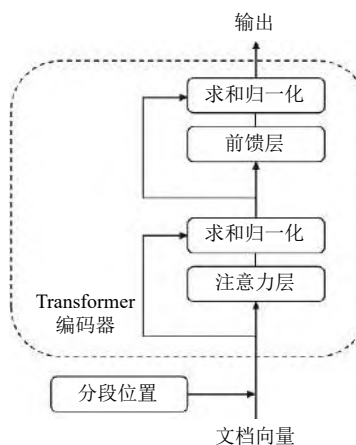 输出
求和归一化
前馈层
求和归一化
注意力层
Transformer
编码器
分段位置
文档向量